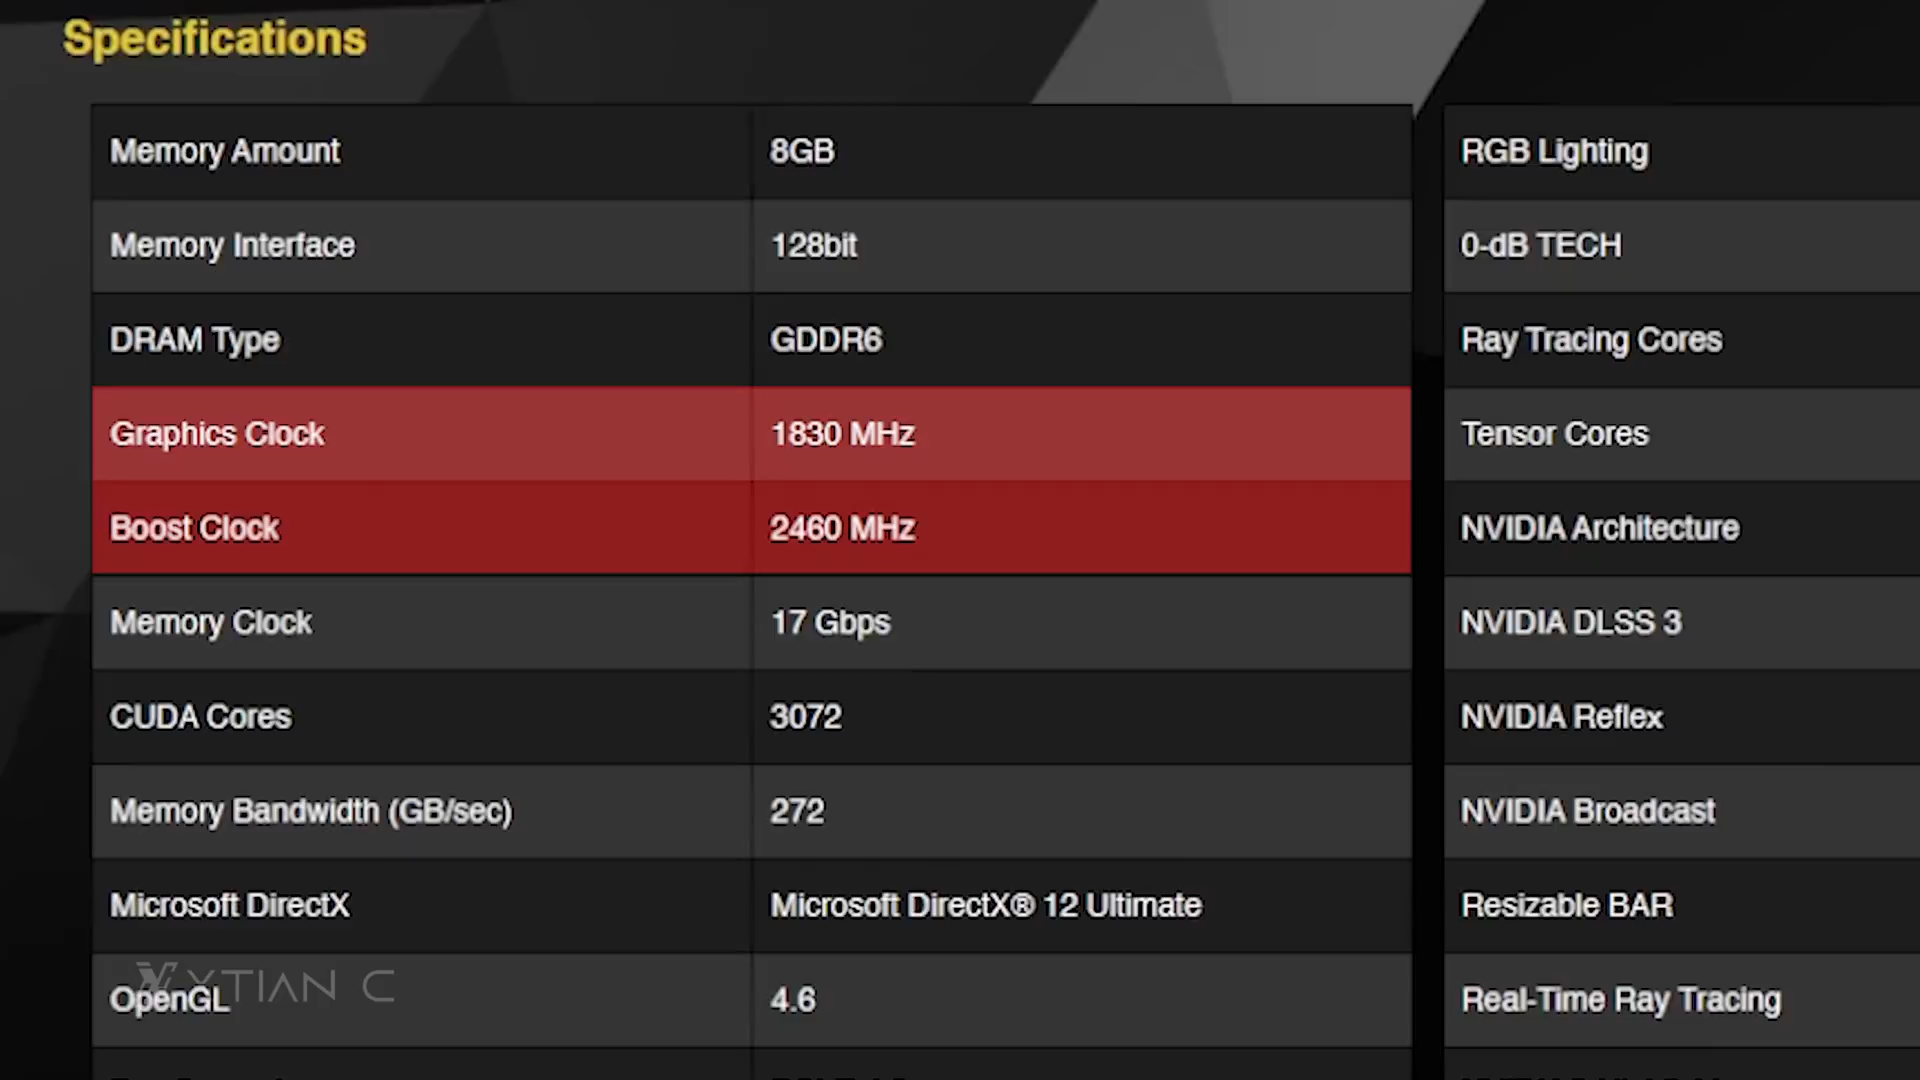 Specifications
Memory Amount 8GB
Memory Interface 128bit
DRAM Type GDDR6
Graphics Clock 1830 MHz
Boost Clock 2460 MHz
Memory Clock 17 Gbps
CUDA Cores 3072
Memory Bandwidth (GB/sec) 272
Microsoft DirectX Microsoft DirectX® 12 Ultimate
OpenGL 4.6
RGB Lighting
0-dB TECH
Ray Tracing Cores
Tensor Cores
NVIDIA Architecture
NVIDIA DLSS 3
NVIDIA Reflex
NVIDIA Broadcast
Resizable BAR
Real-Time Ray Tracing
XTIAN C